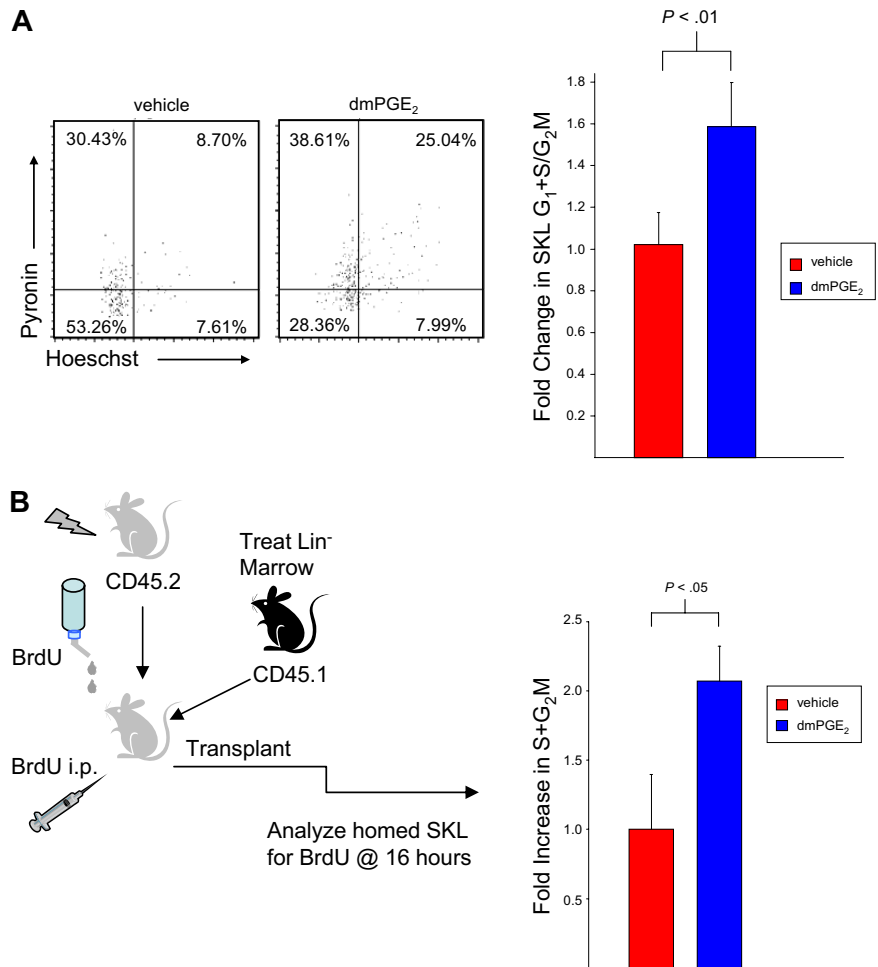 A
vehicle
dmPGE₂
30.43%
8.70%
38.61%
25.04%
53.26%
7.61%
28.36%
7.99%
Pyronin
Hoeschst
P < .01
1.8
1.6
1.4
1.2
1.0
0.8
0.6
0.4
0.2
Fold Change in SKL G₁+S/G₂M
vehicle
dmPGE₂
B
CD45.2
Treat Lin⁻
Marrow
CD45.1
BrdU
BrdU i.p.
Transplant
Analyze homed SKL
for BrdU @ 16 hours
P < .05
2.5
2.0
1.5
1.0
0.5
Fold Increase in S+G₂M
vehicle
dmPGE₂